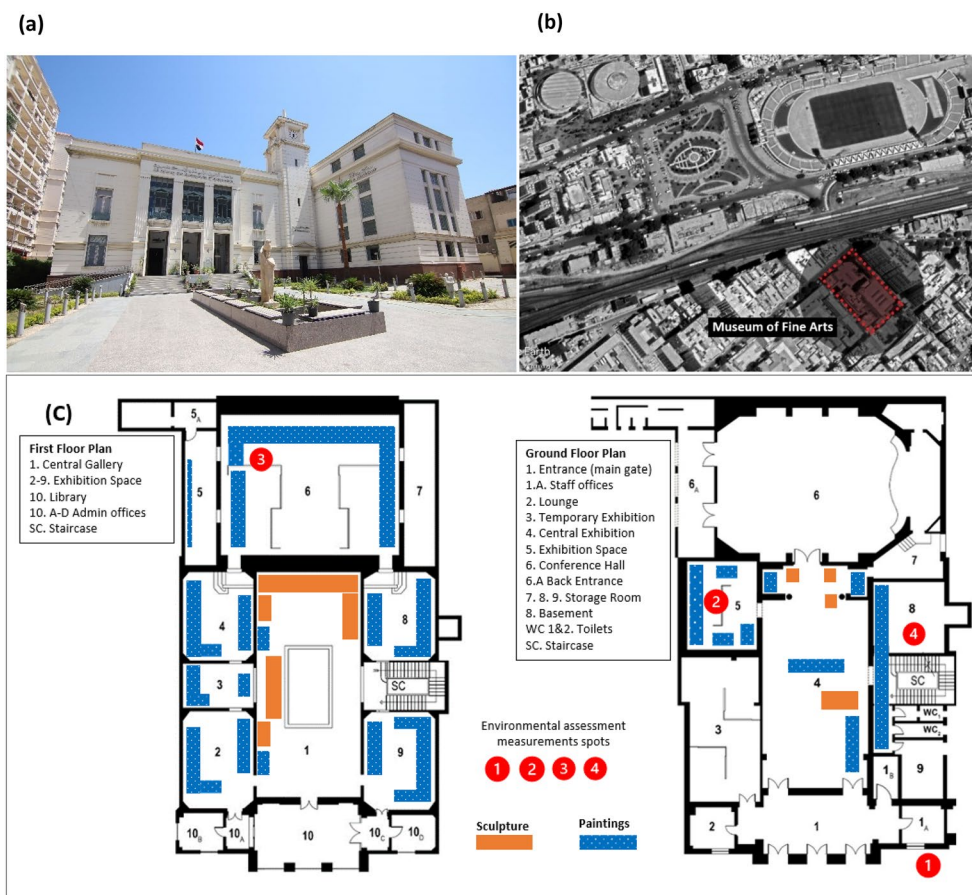 (a)
(b)
Museum of Fine Arts
Earth
(C)
First Floor Plan
1. Central Gallery
2-9. Exhibition Space
10. Library
10. A-D Admin offices
SC. Staircase
5A
5
3
6
7
4
8
3
SC
2
1
9
10B
10A
10
10C
10D
Ground Floor Plan
1. Entrance (main gate)
1.A. Staff offices
2. Lounge
3. Temporary Exhibition
4. Central Exhibition
5. Exhibition Space
6. Conference Hall
6.A Back Entrance
7. 8. 9. Storage Room
8. Basement
WC 1&2. Toilets
SC. Staircase
6A
6
7
2
5
8
4
4
SC
3
WC1
WC2
9
1B
2
1
1A
1
Environmental assessment
measurements spots
1 2 3 4
Sculpture
Paintings